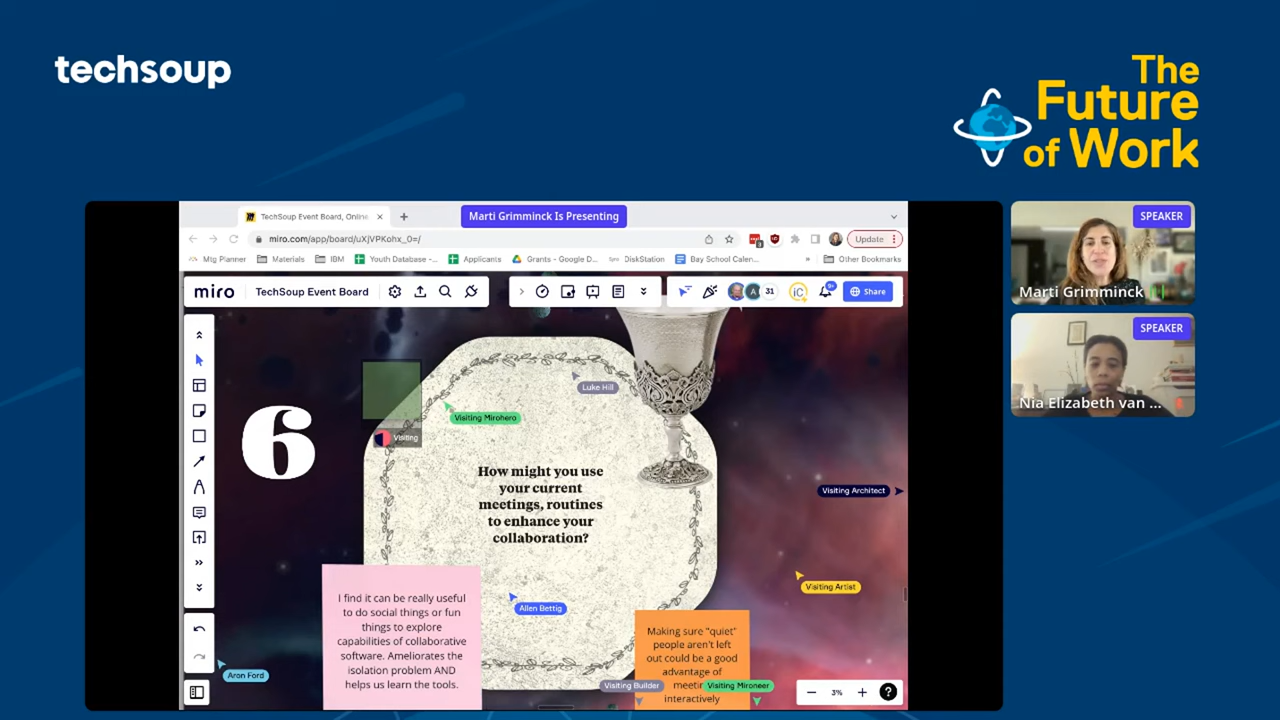 techsoup
The
Future
of Work
TechSoup Event Board, Online
Marti Grimminck Is Presenting
miro.com/app/board/uXjVPKohx_0=/
Update
Mtg Planner
Materials
IBM
Youth Database -...
Applicants
Grants - Google D...
DiskStation
Bay School Calen...
Other Bookmarks
miro
TechSoup Event Board
A
31
iC
9+
Share
SPEAKER
Marti Grimminck
SPEAKER
Nia Elizabeth van ...
6
Luke Hill
Visiting Mirohero
Visiting
How might you use
your current
meetings, routines
to enhance your
collaboration?
Visiting Architect
Visiting Artist
I find it can be really useful
to do social things or fun
things to explore
capabilities of collaborative
software. Ameliorates the
isolation problem AND
helps us learn the tools.
Allen Bettig
Making sure "quiet"
people aren't left
out could be a good
advantage of
interactively
Aron Ford
Visiting Builder
Visiting Mironeer
3%